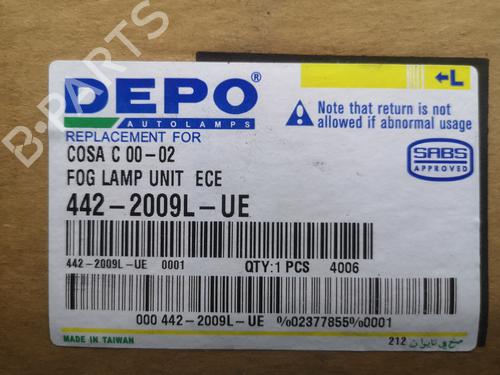 DEPO®
AUTOLAMPS
←L
Note that return is not
allowed if abnormal usage
REPLACEMENT FOR
COSA C 00-02
FOG LAMP UNIT ECE
442-2009L-UE
SABS
APPROVED
442-2009L-UE 0001 QTY:1 PCS 4006
000 442-2009L-UE %02377855%0001
MADE IN TAIWAN
212
B-PARTS